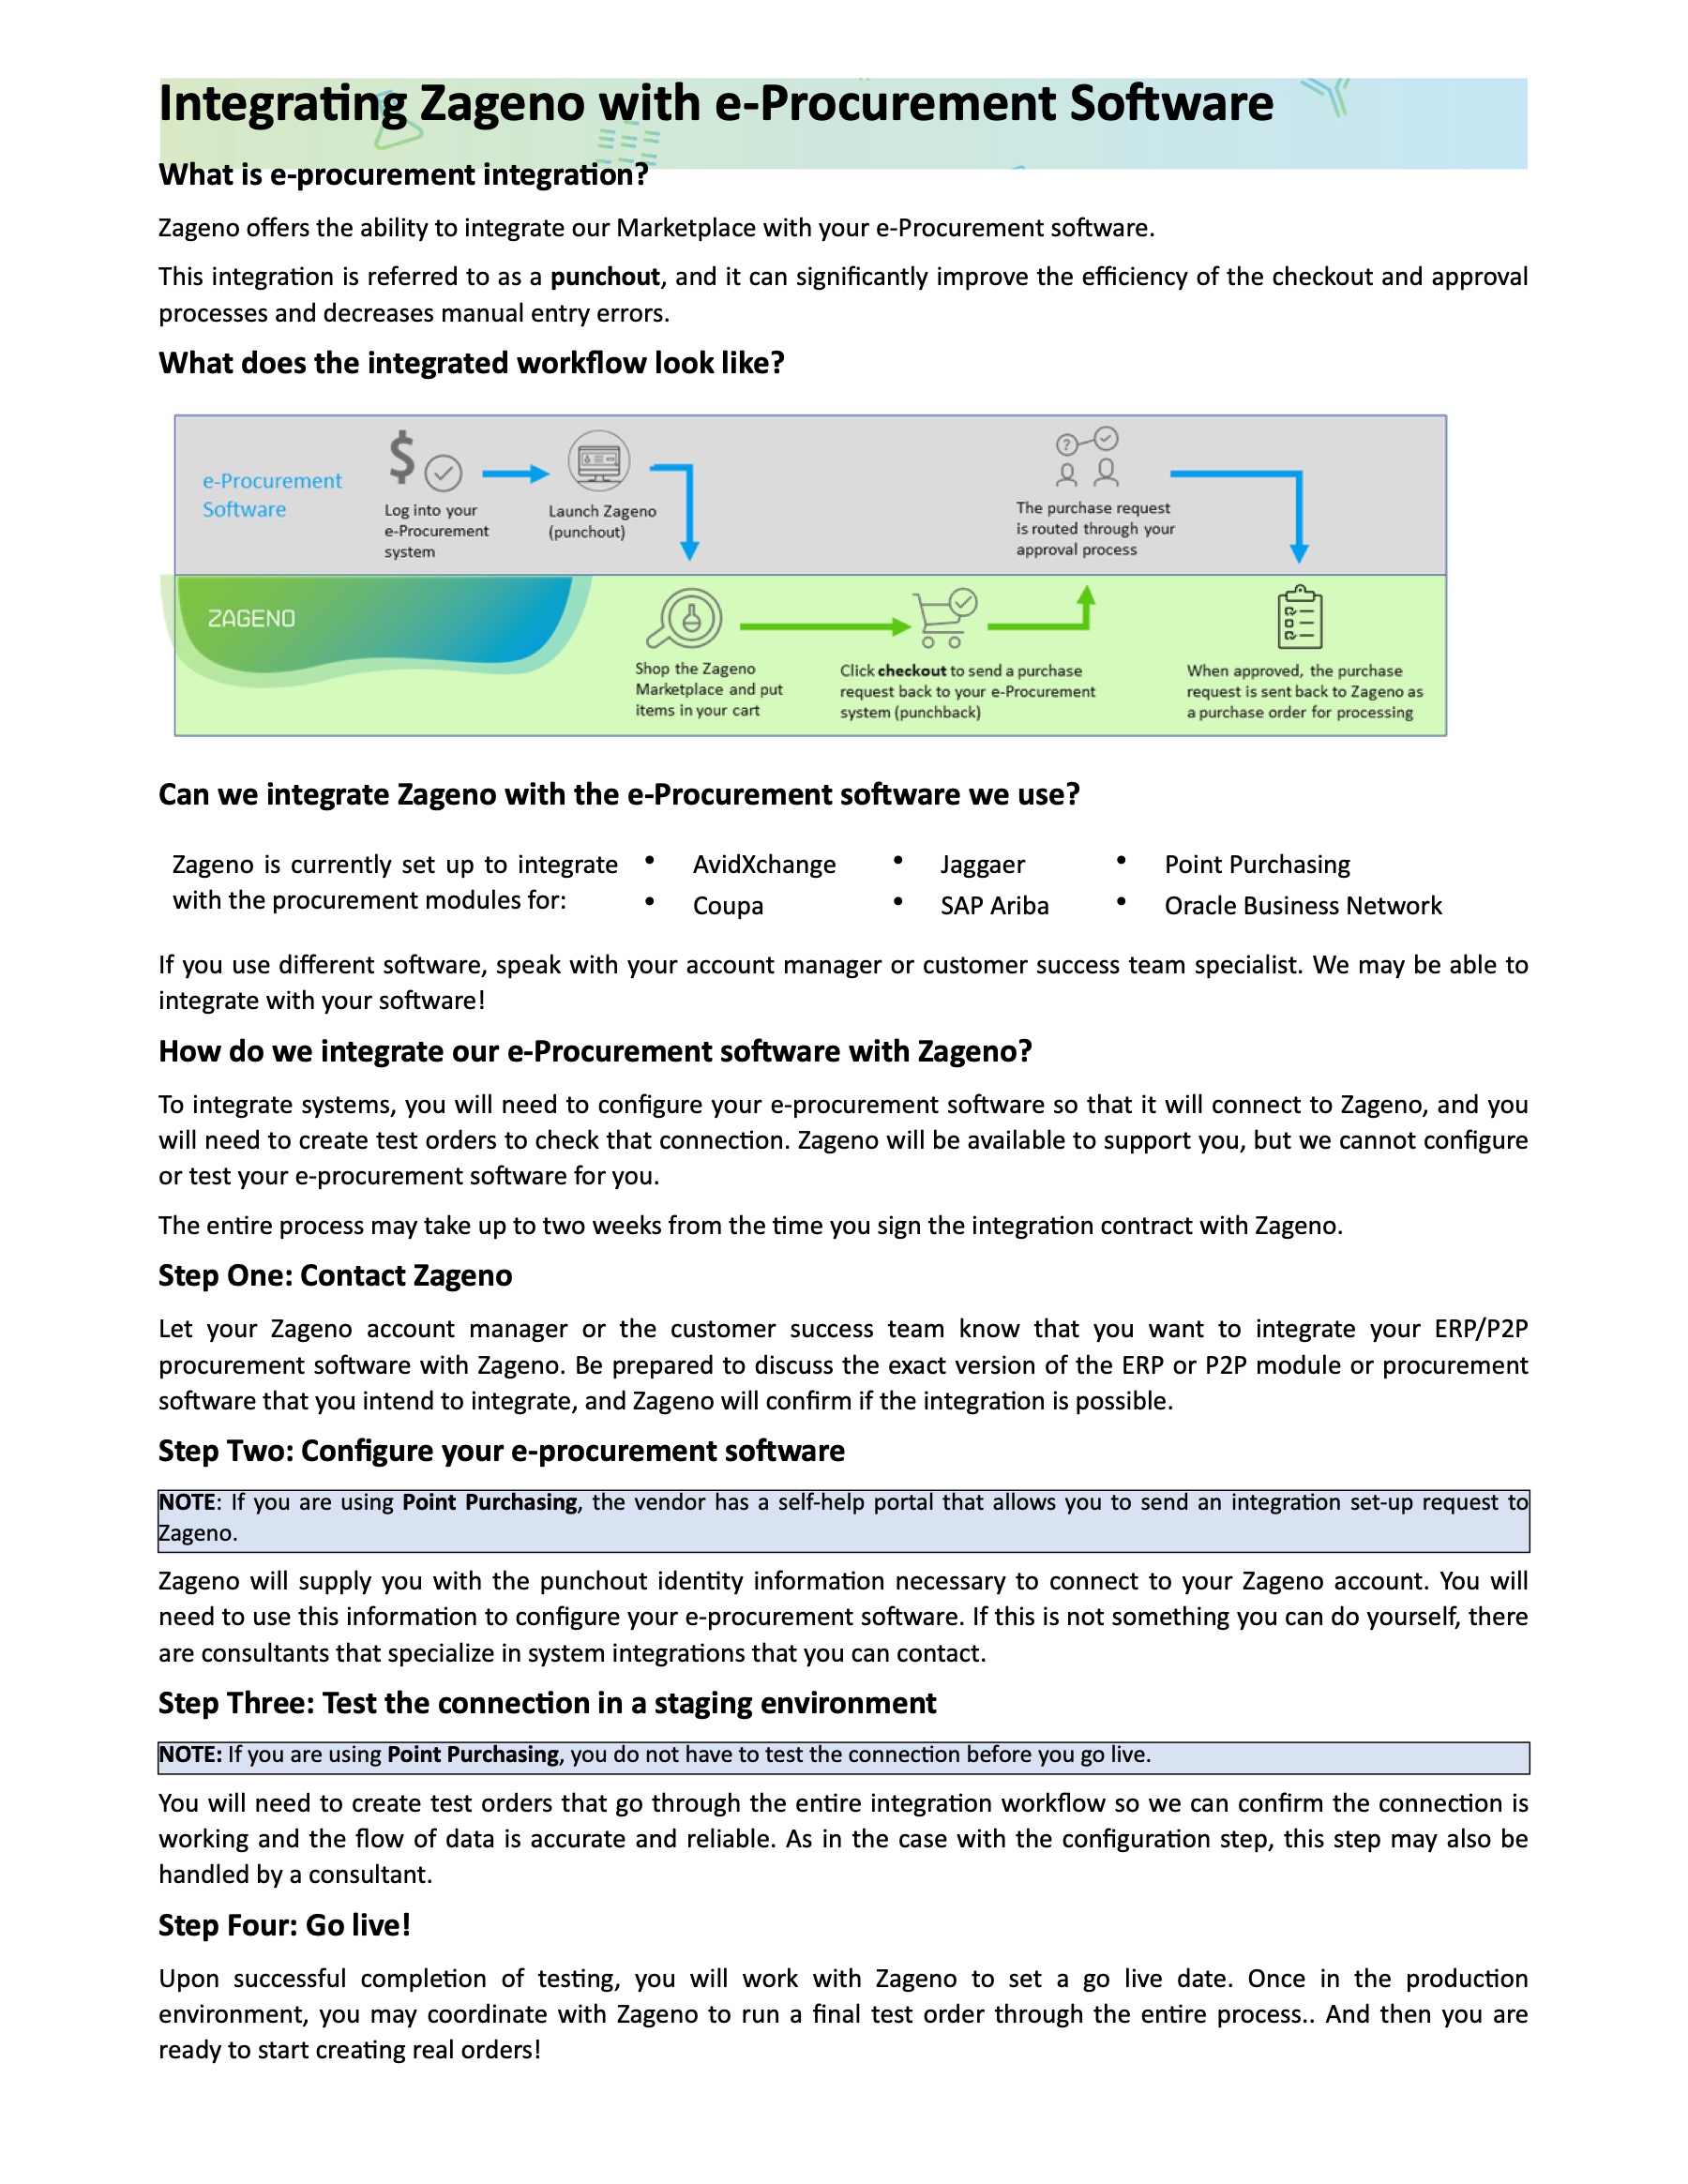 Integrating Zageno with e-Procurement Software
What is e-procurement integration?
Zageno offers the ability to integrate our Marketplace with your e-Procurement software.
This integration is referred to as a punchout, and it can significantly improve the efficiency of the checkout and approval
processes and decreases manual entry errors.
What does the integrated workflow look like?
e-Procurement
Software
$
Log into your
e-Procurement
system
Launch Zageno
(punchout)
?
The purchase request
is routed through your
approval process
ZAGENO
Shop the Zageno
Marketplace and put
items in your cart
Click checkout to send a purchase
request back to your e-Procurement
system (punchback)
When approved, the purchase
request is sent back to Zageno as
a purchase order for processing
Can we integrate Zageno with the e-Procurement software we use?
Zageno is currently set up to integrate
with the procurement modules for:
• AvidXchange
• Coupa
• Jaggaer
• SAP Ariba
• Point Purchasing
• Oracle Business Network
If you use different software, speak with your account manager or customer success team specialist. We may be able to
integrate with your software!
How do we integrate our e-Procurement software with Zageno?
To integrate systems, you will need to configure your e-procurement software so that it will connect to Zageno, and you
will need to create test orders to check that connection. Zageno will be available to support you, but we cannot configure
or test your e-procurement software for you.
The entire process may take up to two weeks from the time you sign the integration contract with Zageno.
Step One: Contact Zageno
Let your Zageno account manager or the customer success team know that you want to integrate your ERP/P2P
procurement software with Zageno. Be prepared to discuss the exact version of the ERP or P2P module or procurement
software that you intend to integrate, and Zageno will confirm if the integration is possible.
Step Two: Configure your e-procurement software
NOTE: If you are using Point Purchasing, the vendor has a self-help portal that allows you to send an integration set-up request to
Zageno.
Zageno will supply you with the punchout identity information necessary to connect to your Zageno account. You will
need to use this information to configure your e-procurement software. If this is not something you can do yourself, there
are consultants that specialize in system integrations that you can contact.
Step Three: Test the connection in a staging environment
NOTE: If you are using Point Purchasing, you do not have to test the connection before you go live.
You will need to create test orders that go through the entire integration workflow so we can confirm the connection is
working and the flow of data is accurate and reliable. As in the case with the configuration step, this step may also be
handled by a consultant.
Step Four: Go live!
Upon successful completion of testing, you will work with Zageno to set a go live date. Once in the production
environment, you may coordinate with Zageno to run a final test order through the entire process.. And then you are
ready to start creating real orders!